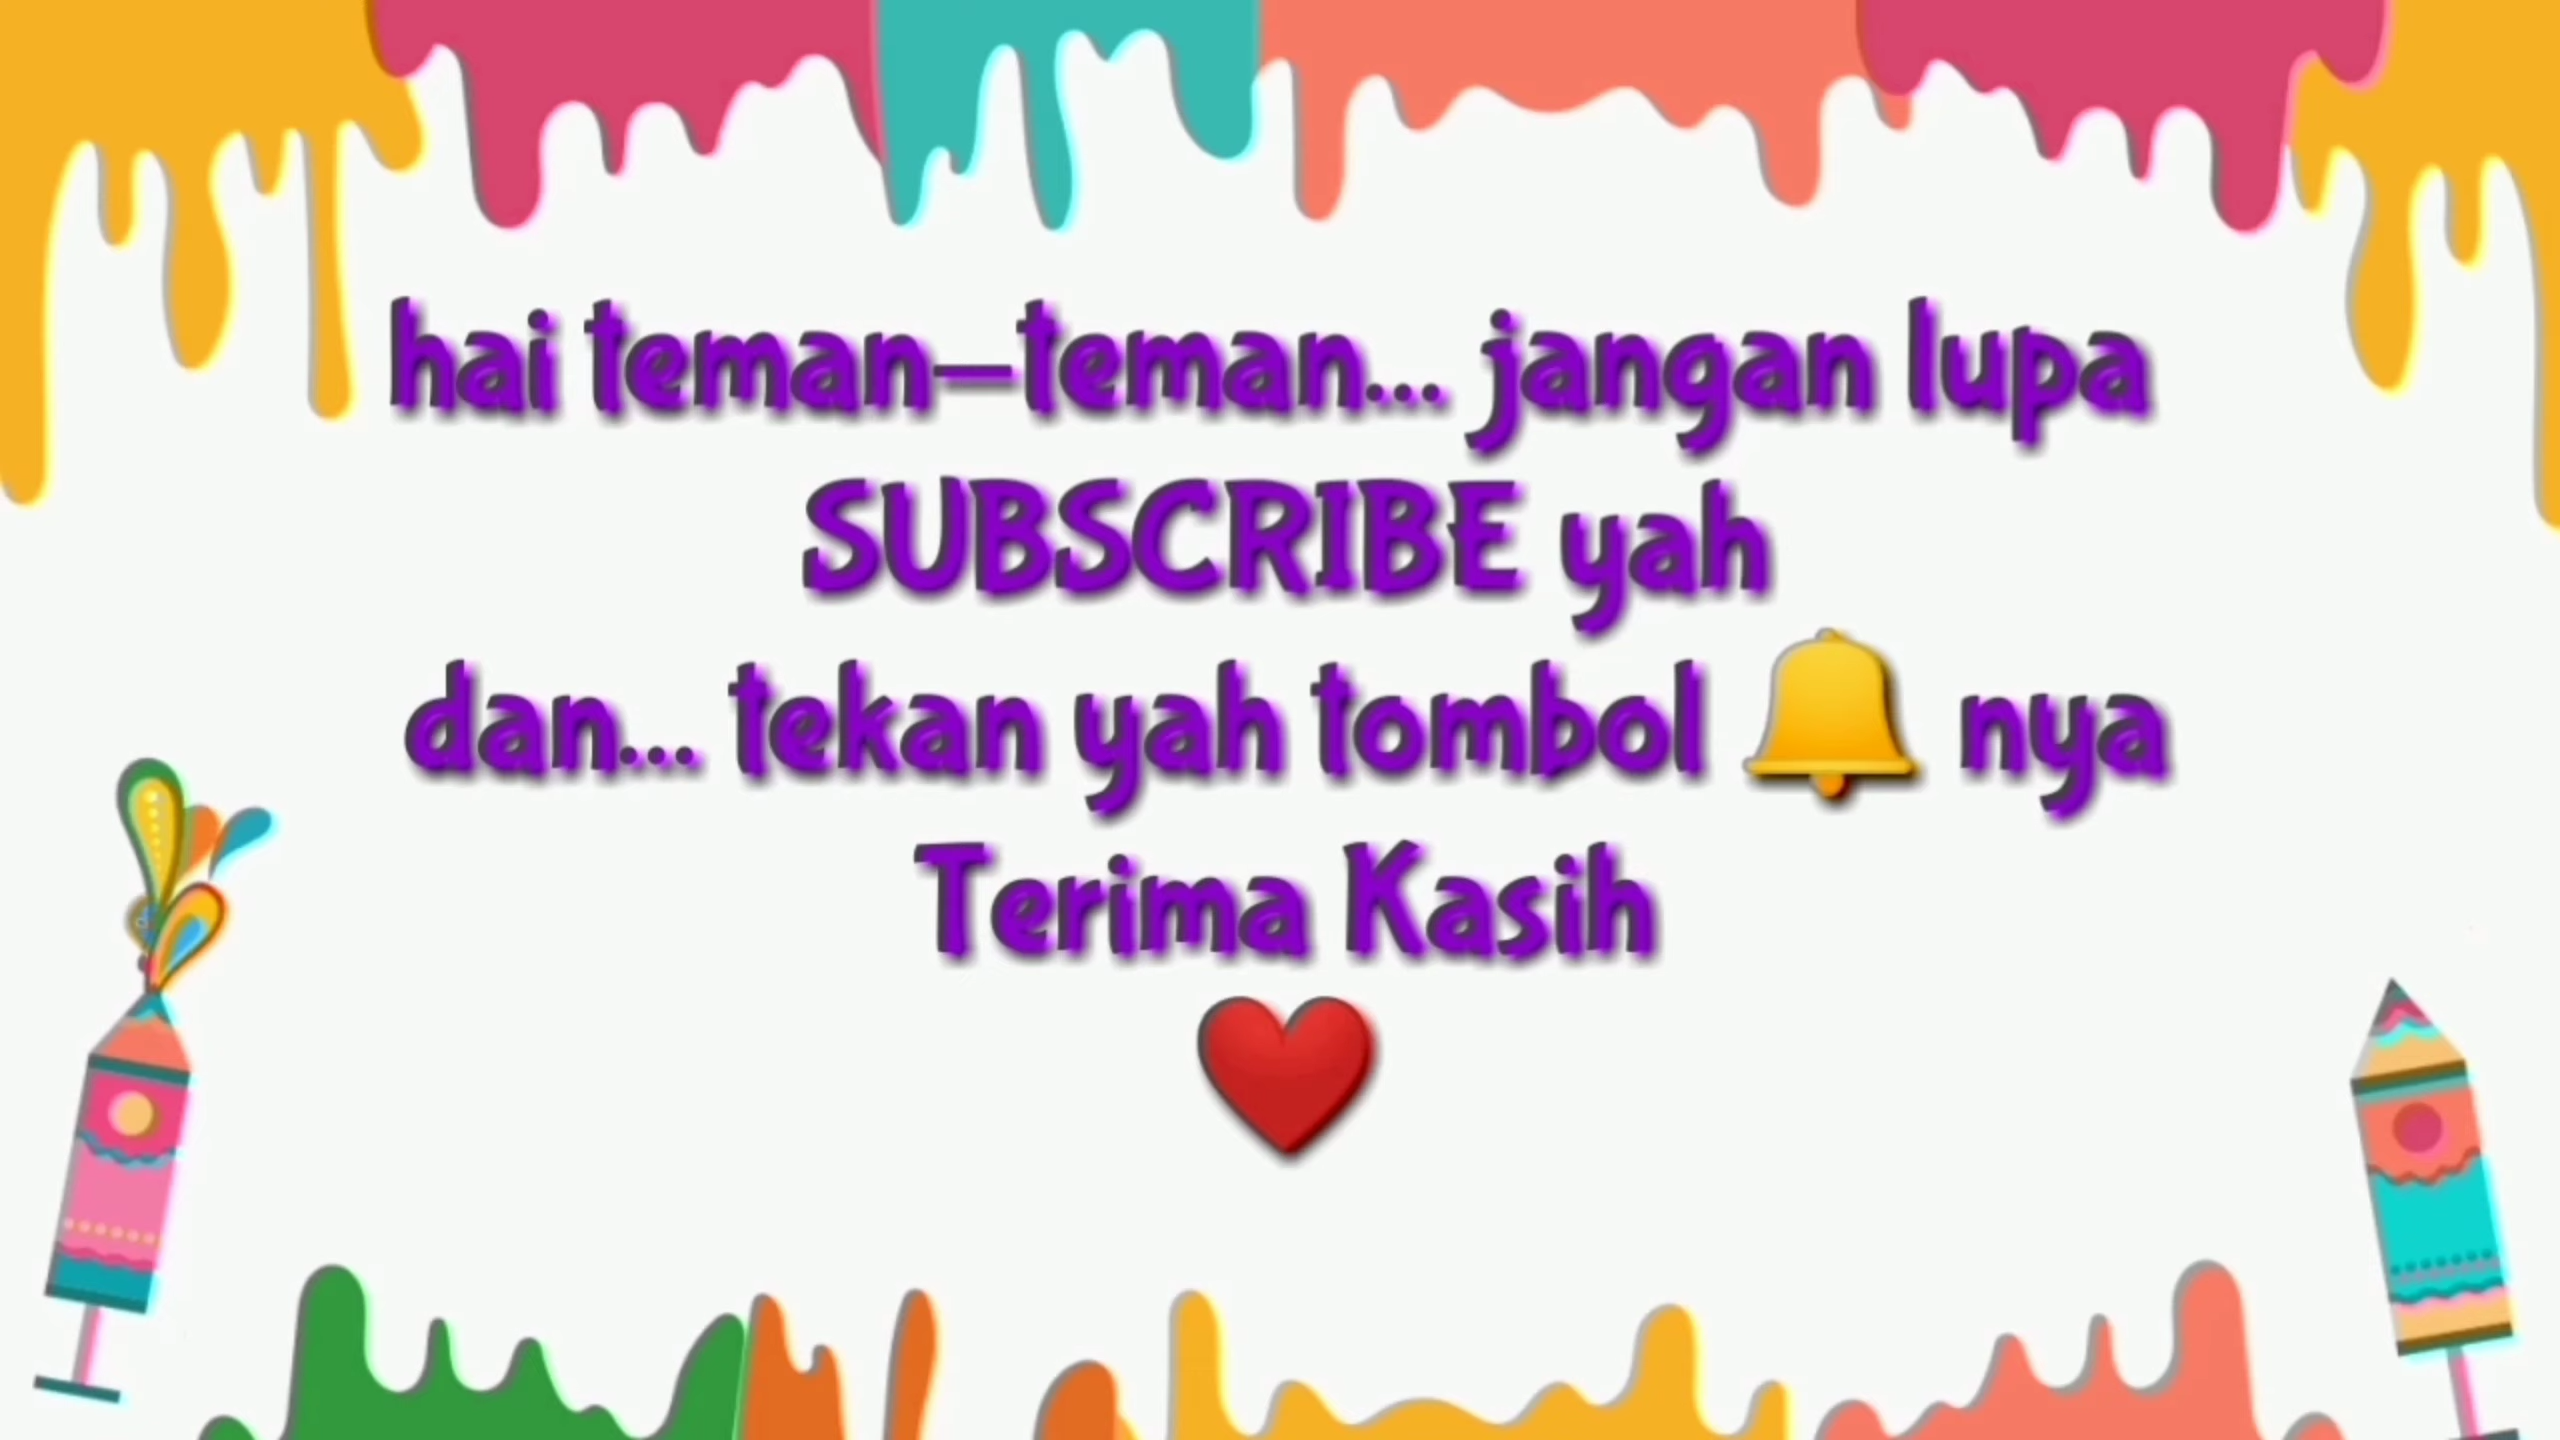 hai teman-teman... jangan lupa
SUBSCRIBE yah
dan... tekan yah tombol 🔔 nya
Terima Kasih
❤️